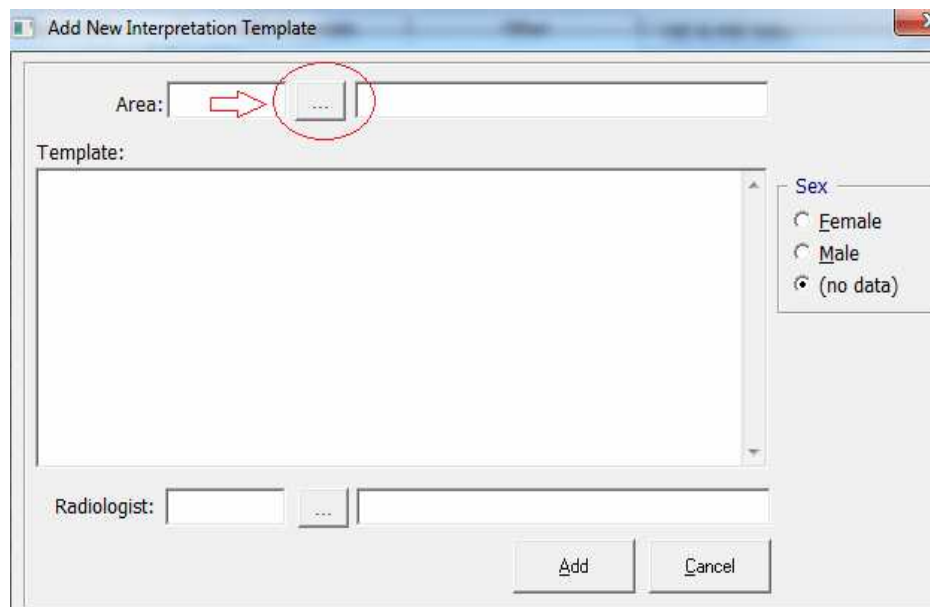 Add New Interpretation Template
Area:
...
Template:
Sex
Female
Male
(no data)
Radiologist:
...
Add
Cancel